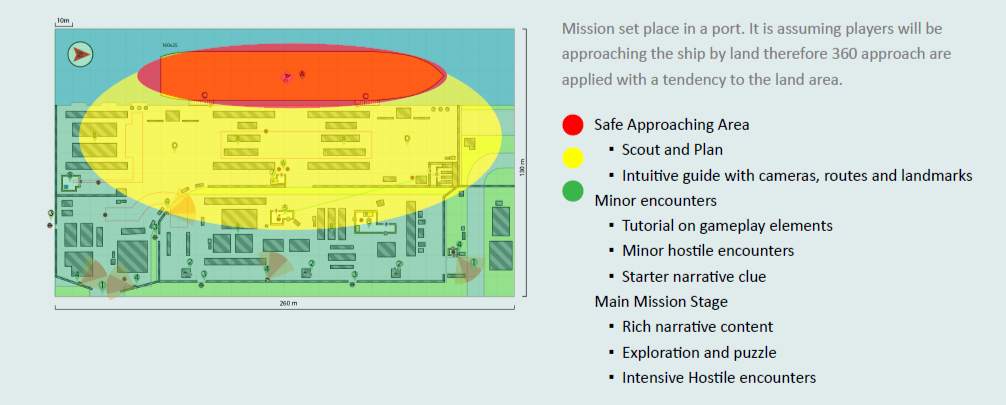 10m
160x25
130 m
260 m
Mission set place in a port. It is assuming players will be
approaching the ship by land therefore 360 approach are
applied with a tendency to the land area.
Safe Approaching Area
▪ Scout and Plan
▪ Intuitive guide with cameras, routes and landmarks
Minor encounters
▪ Tutorial on gameplay elements
▪ Minor hostile encounters
▪ Starter narrative clue
Main Mission Stage
▪ Rich narrative content
▪ Exploration and puzzle
▪ Intensive Hostile encounters